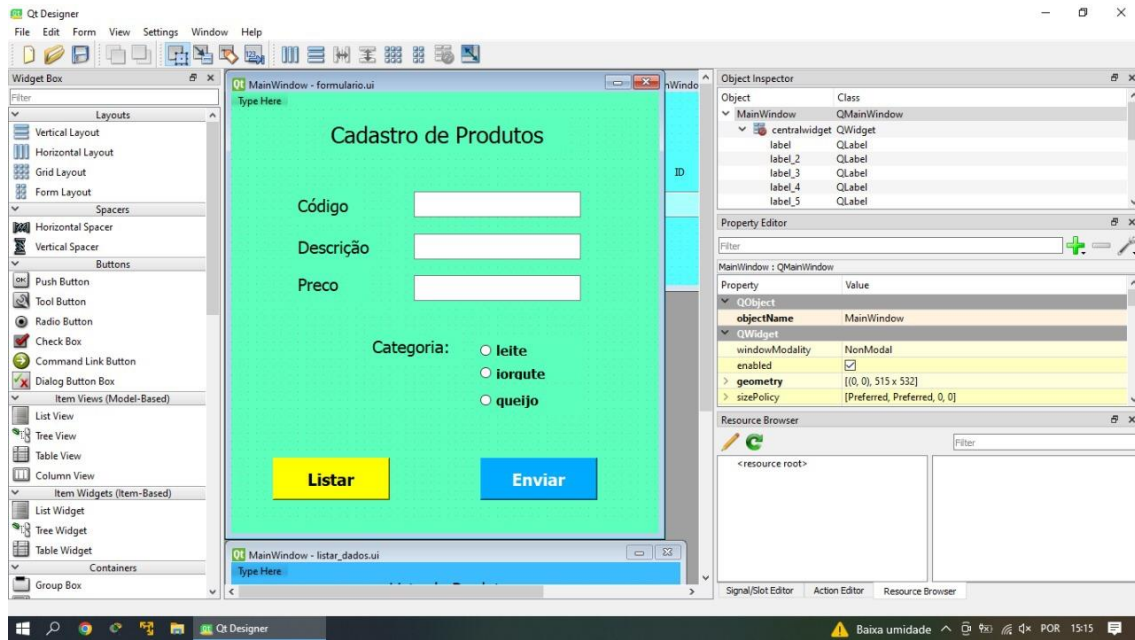 Qt Designer
File Edit Form View Settings Window Help
Widget Box
Filter
Layouts
Vertical Layout
Horizontal Layout
Grid Layout
Form Layout
Spacers
Horizontal Spacer
Vertical Spacer
Buttons
Push Button
Tool Button
Radio Button
Check Box
Command Link Button
Dialog Button Box
Item Views (Model-Based)
List View
Tree View
Table View
Column View
Item Widgets (Item-Based)
List Widget
Tree Widget
Table Widget
Containers
Group Box
MainWindow - formulario.ui
Type Here
Cadastro de Produtos
Código
Descrição
Preco
Categoria:
leite
iorgute
queijo
Listar
Enviar
nWindo
ID
MainWindow - listar_dados.ui
Type Here
Object Inspector
Object Class
MainWindow QMainWindow
centralwidget QWidget
label QLabel
label_2 QLabel
label_3 QLabel
label_4 QLabel
label_5 QLabel
Property Editor
Filter
MainWindow : QMainWindow
Property Value
QObject
objectName MainWindow
QWidget
windowModality NonModal
enabled
geometry [(0, 0), 515 x 532]
sizePolicy [Preferred, Preferred, 0, 0]
Resource Browser
Filter
<resource root>
Signal/Slot Editor Action Editor Resource Browser
Qt Designer
Baixa umidade POR 15:15